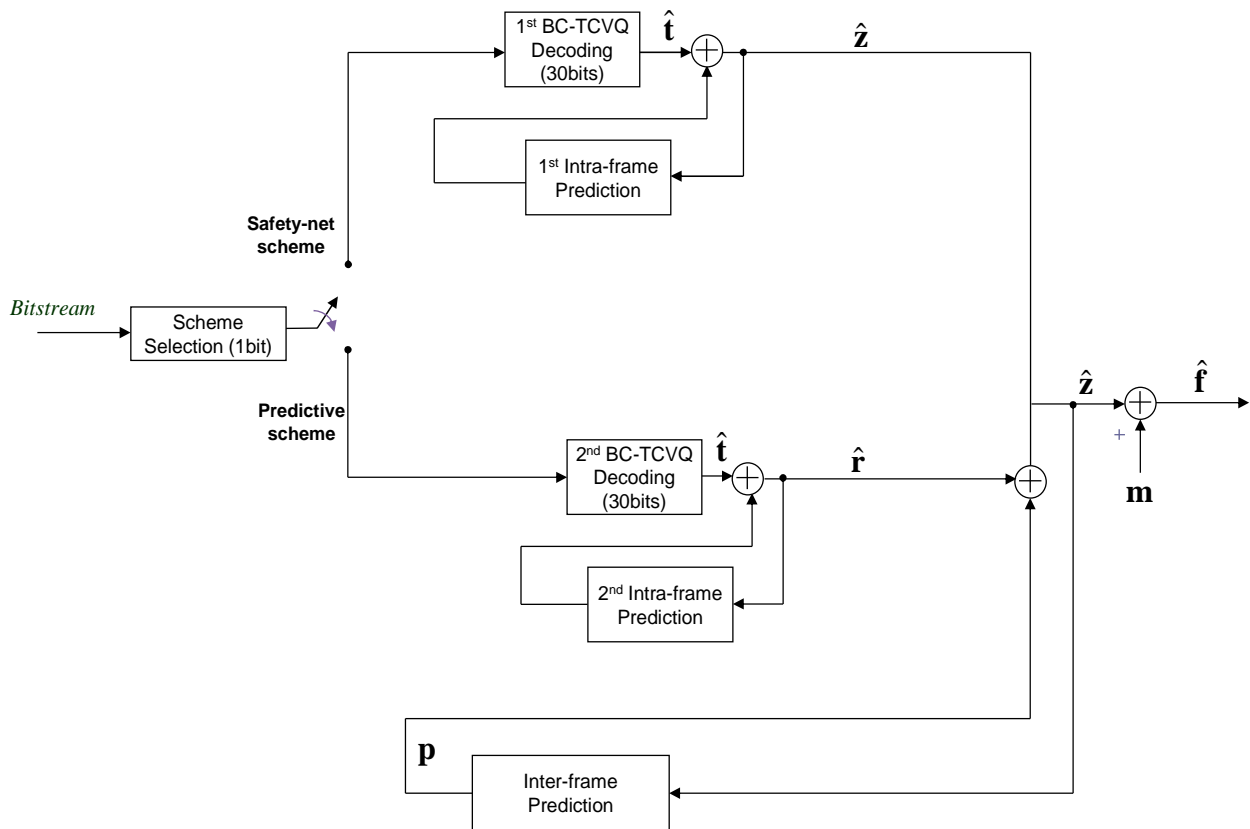 1st BC-TCVQ
Decoding
(30bits)
t̂
ẑ
1st Intra-frame
Prediction
Safety-net
scheme
Bitstream
Scheme
Selection (1bit)
Predictive
scheme
2nd BC-TCVQ
Decoding
(30bits)
t̂
r̂
ẑ
f̂
+
m
2nd Intra-frame
Prediction
p
Inter-frame
Prediction